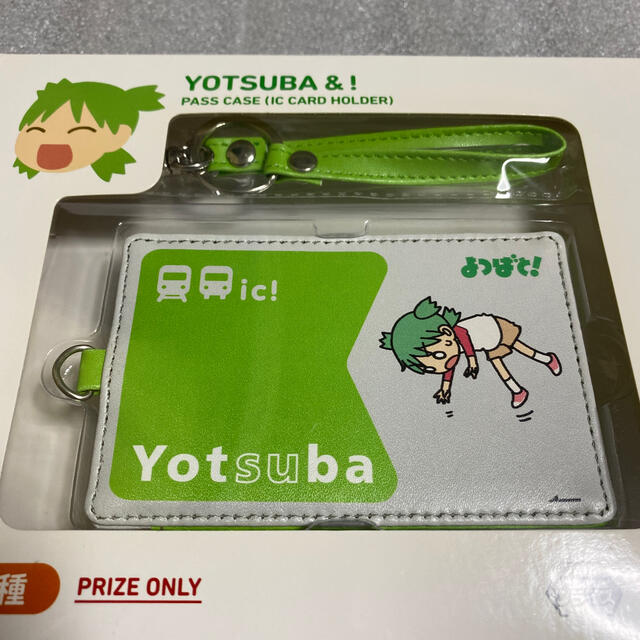 YOTSUBA & !
PASS CASE (IC CARD HOLDER)
よつばと!
ic!
Yotsuba
種
PRIZE ONLY